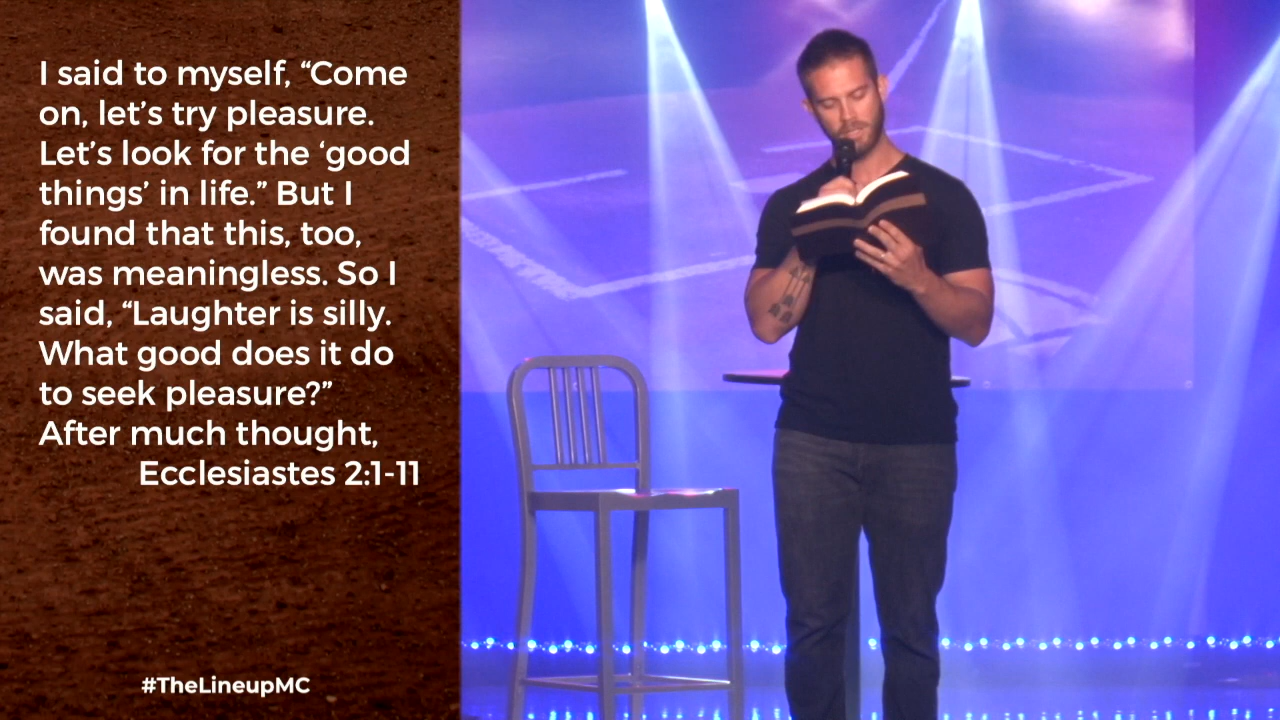 I said to myself, “Come
on, let’s try pleasure.
Let’s look for the ‘good
things’ in life.” But I
found that this, too,
was meaningless. So I
said, “Laughter is silly.
What good does it do
to seek pleasure?”
After much thought,
Ecclesiastes 2:1-11
#TheLineupMC